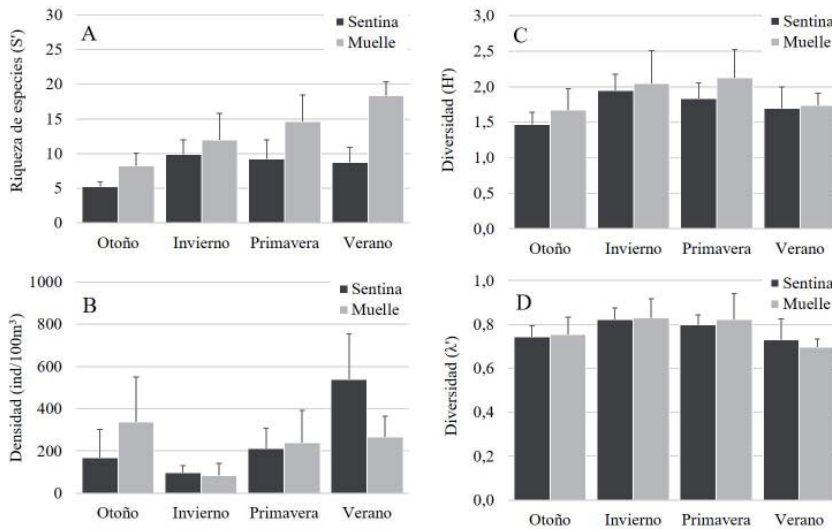 A
Riqueza de especies (S')
30
25
20
15
10
5
0
Sentina
Muelle
Otoño Invierno Primavera Verano
C
Diversidad (H')
3,0
2,5
2,0
1,5
1,0
0,5
0,0
Sentina
Muelle
Otoño Invierno Primavera Verano
B
Densidad (ind/100m³)
1000
800
600
400
200
0
Sentina
Muelle
Otoño Invierno Primavera Verano
D
Diversidad (λ')
1,0
0,8
0,6
0,4
0,2
0,0
Sentina
Muelle
Otoño Invierno Primavera Verano